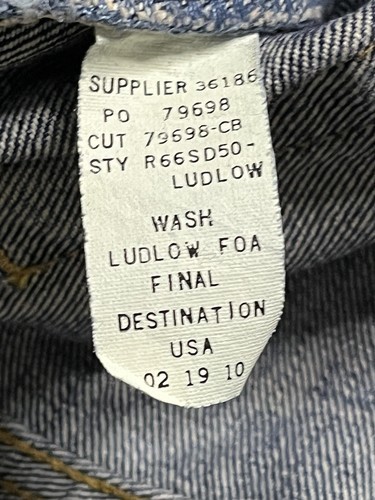 SUPPLIER 36186
PO 79698
CUT 79698-CB
STY R66SD50-
LUDLOW
WASH
LUDLOW FOA
FINAL
DESTINATION
USA
02 19 10